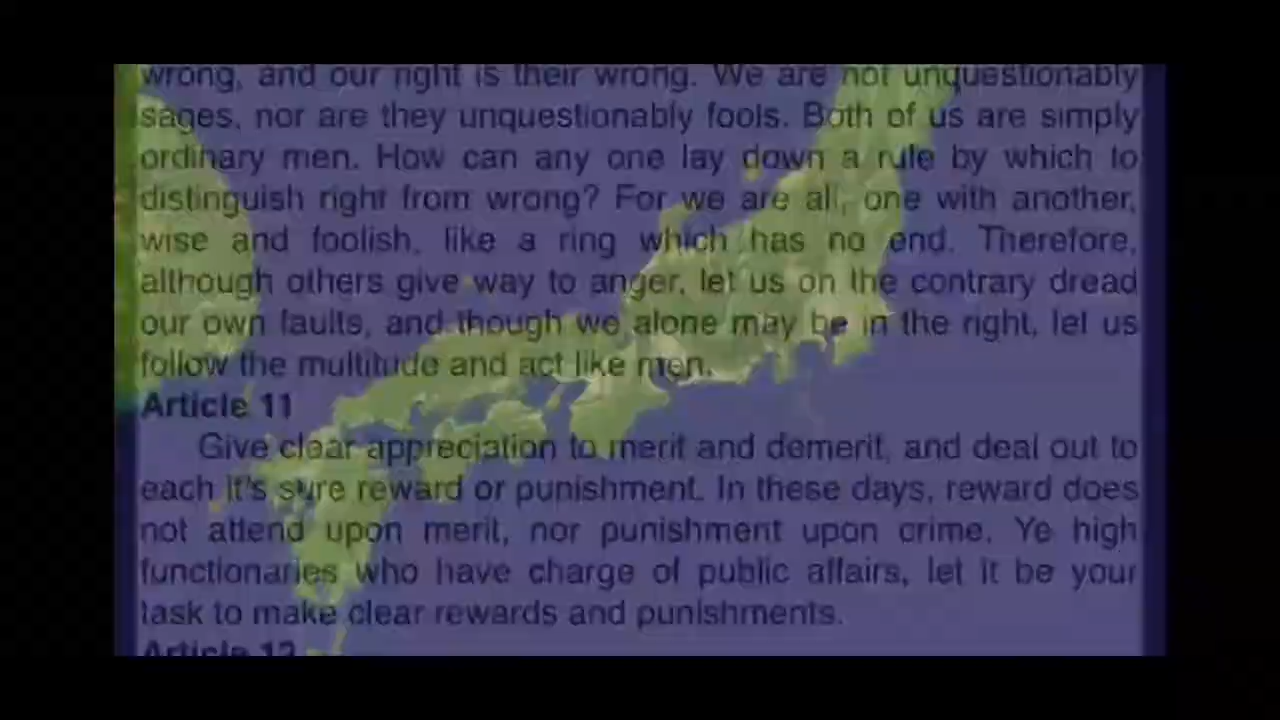 wrong, and our right is their wrong. We are not unquestionably
sages, nor are they unquestionably fools. Both of us are simply
ordinary men. How can any one lay down a rule by which to
distinguish right from wrong? For we are all, one with another,
wise and foolish, like a ring which has no end. Therefore,
although others give way to anger, let us on the contrary dread
our own faults, and though we alone may be in the right, let us
follow the multitude and act like men.
Article 11
Give clear appreciation to merit and demerit, and deal out to
each it's sure reward or punishment. In these days, reward does
not attend upon merit, nor punishment upon crime. Ye high
functionaries who have charge of public affairs, let it be your
task to make clear rewards and punishments.
Article 12